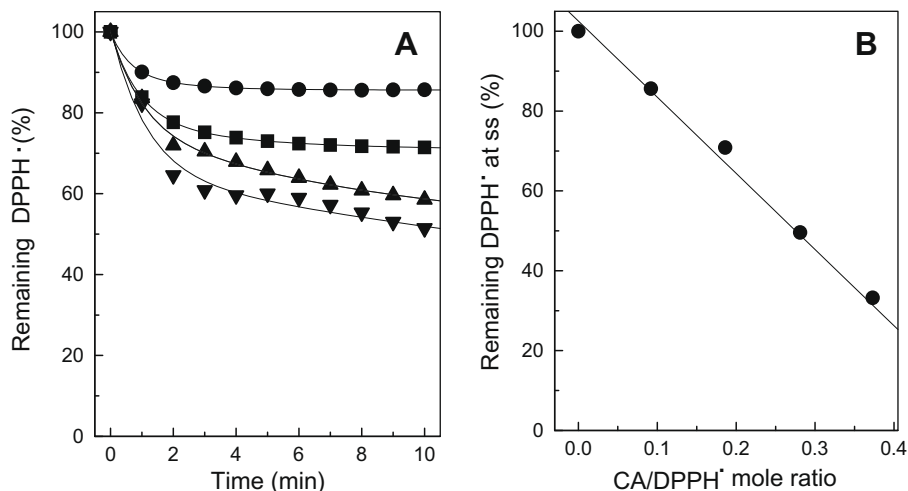 A
Remaining DPPH· (%)
100
80
60
40
20
0
0 2 4 6 8 10
Time (min)
B
Remaining DPPH· at ss (%)
100
80
60
40
20
0
0.0 0.1 0.2 0.3 0.4
CA/DPPH· mole ratio